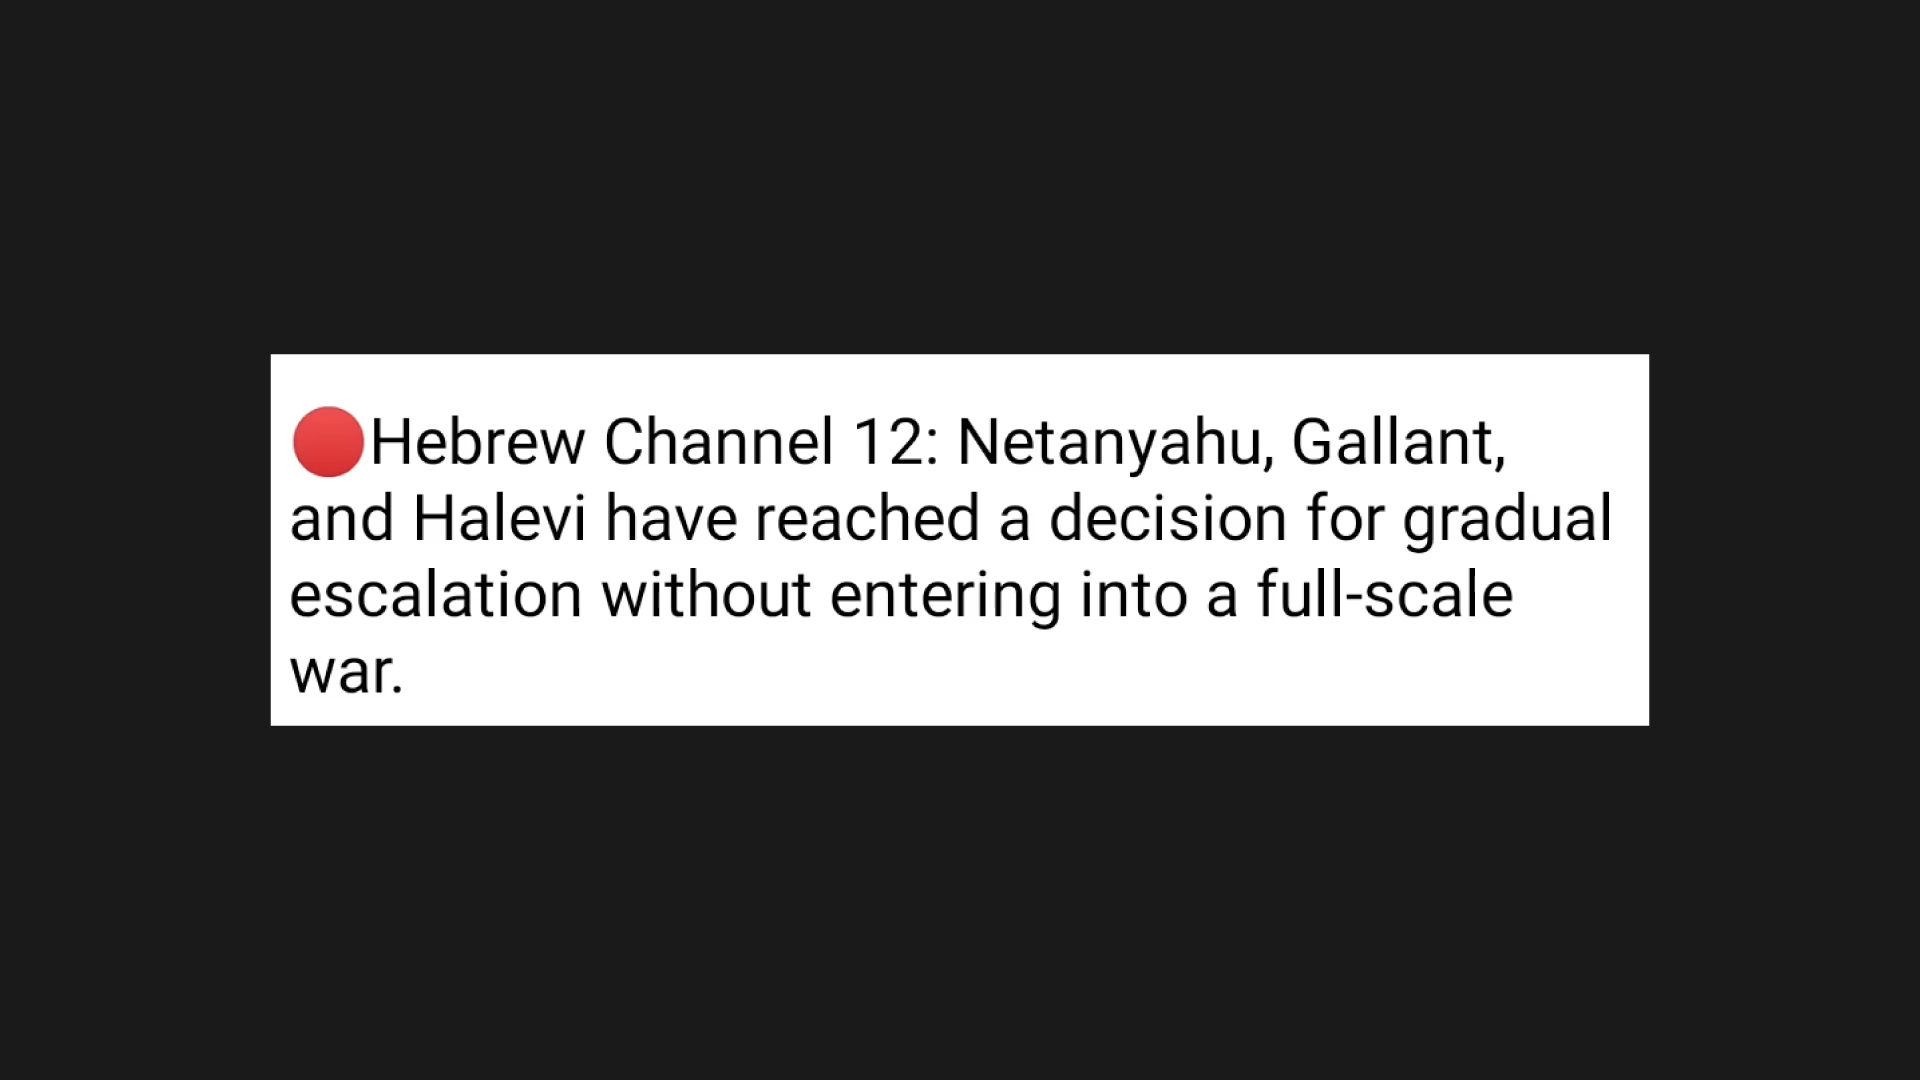 🔴Hebrew Channel 12: Netanyahu, Gallant,
and Halevi have reached a decision for gradual
escalation without entering into a full-scale
war.